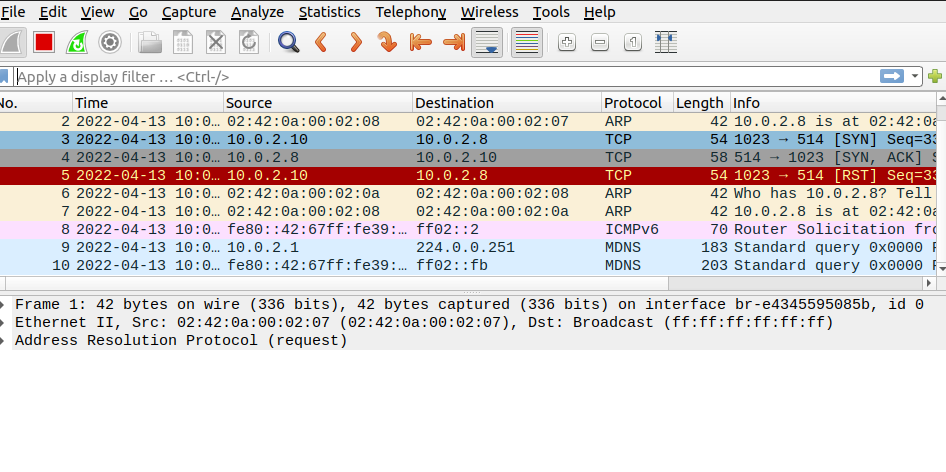 File Edit View Go Capture Analyze Statistics Telephony Wireless Tools Help
Apply a display filter … <Ctrl-/>
No. Time Source Destination Protocol Length Info
2 2022-04-13 10:0… 02:42:0a:00:02:08 02:42:0a:00:02:07 ARP 42 10.0.2.8 is at 02:42:0a
3 2022-04-13 10:0… 10.0.2.10 10.0.2.8 TCP 54 1023 → 514 [SYN] Seq=33
4 2022-04-13 10:0… 10.0.2.8 10.0.2.10 TCP 58 514 → 1023 [SYN, ACK] S
5 2022-04-13 10:0… 10.0.2.10 10.0.2.8 TCP 54 1023 → 514 [RST] Seq=33
6 2022-04-13 10:0… 02:42:0a:00:02:0a 02:42:0a:00:02:08 ARP 42 Who has 10.0.2.8? Tell
7 2022-04-13 10:0… 02:42:0a:00:02:08 02:42:0a:00:02:0a ARP 42 10.0.2.8 is at 02:42:0a
8 2022-04-13 10:0… fe80::42:67ff:fe39:… ff02::2 ICMPv6 70 Router Solicitation fro
9 2022-04-13 10:0… 10.0.2.1 224.0.0.251 MDNS 183 Standard query 0x0000
10 2022-04-13 10:0… fe80::42:67ff:fe39:… ff02::fb MDNS 203 Standard query 0x0000
Frame 1: 42 bytes on wire (336 bits), 42 bytes captured (336 bits) on interface br-e4345595085b, id 0
Ethernet II, Src: 02:42:0a:00:02:07 (02:42:0a:00:02:07), Dst: Broadcast (ff:ff:ff:ff:ff:ff)
Address Resolution Protocol (request)